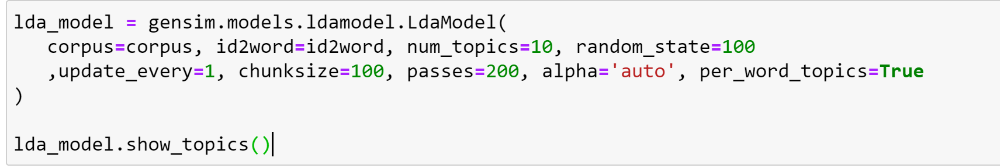 lda_model = gensim.models.ldamodel.LdaModel(
   corpus=corpus, id2word=id2word, num_topics=10, random_state=100
   ,update_every=1, chunksize=100, passes=200, alpha='auto', per_word_topics=True
)

lda_model.show_topics()